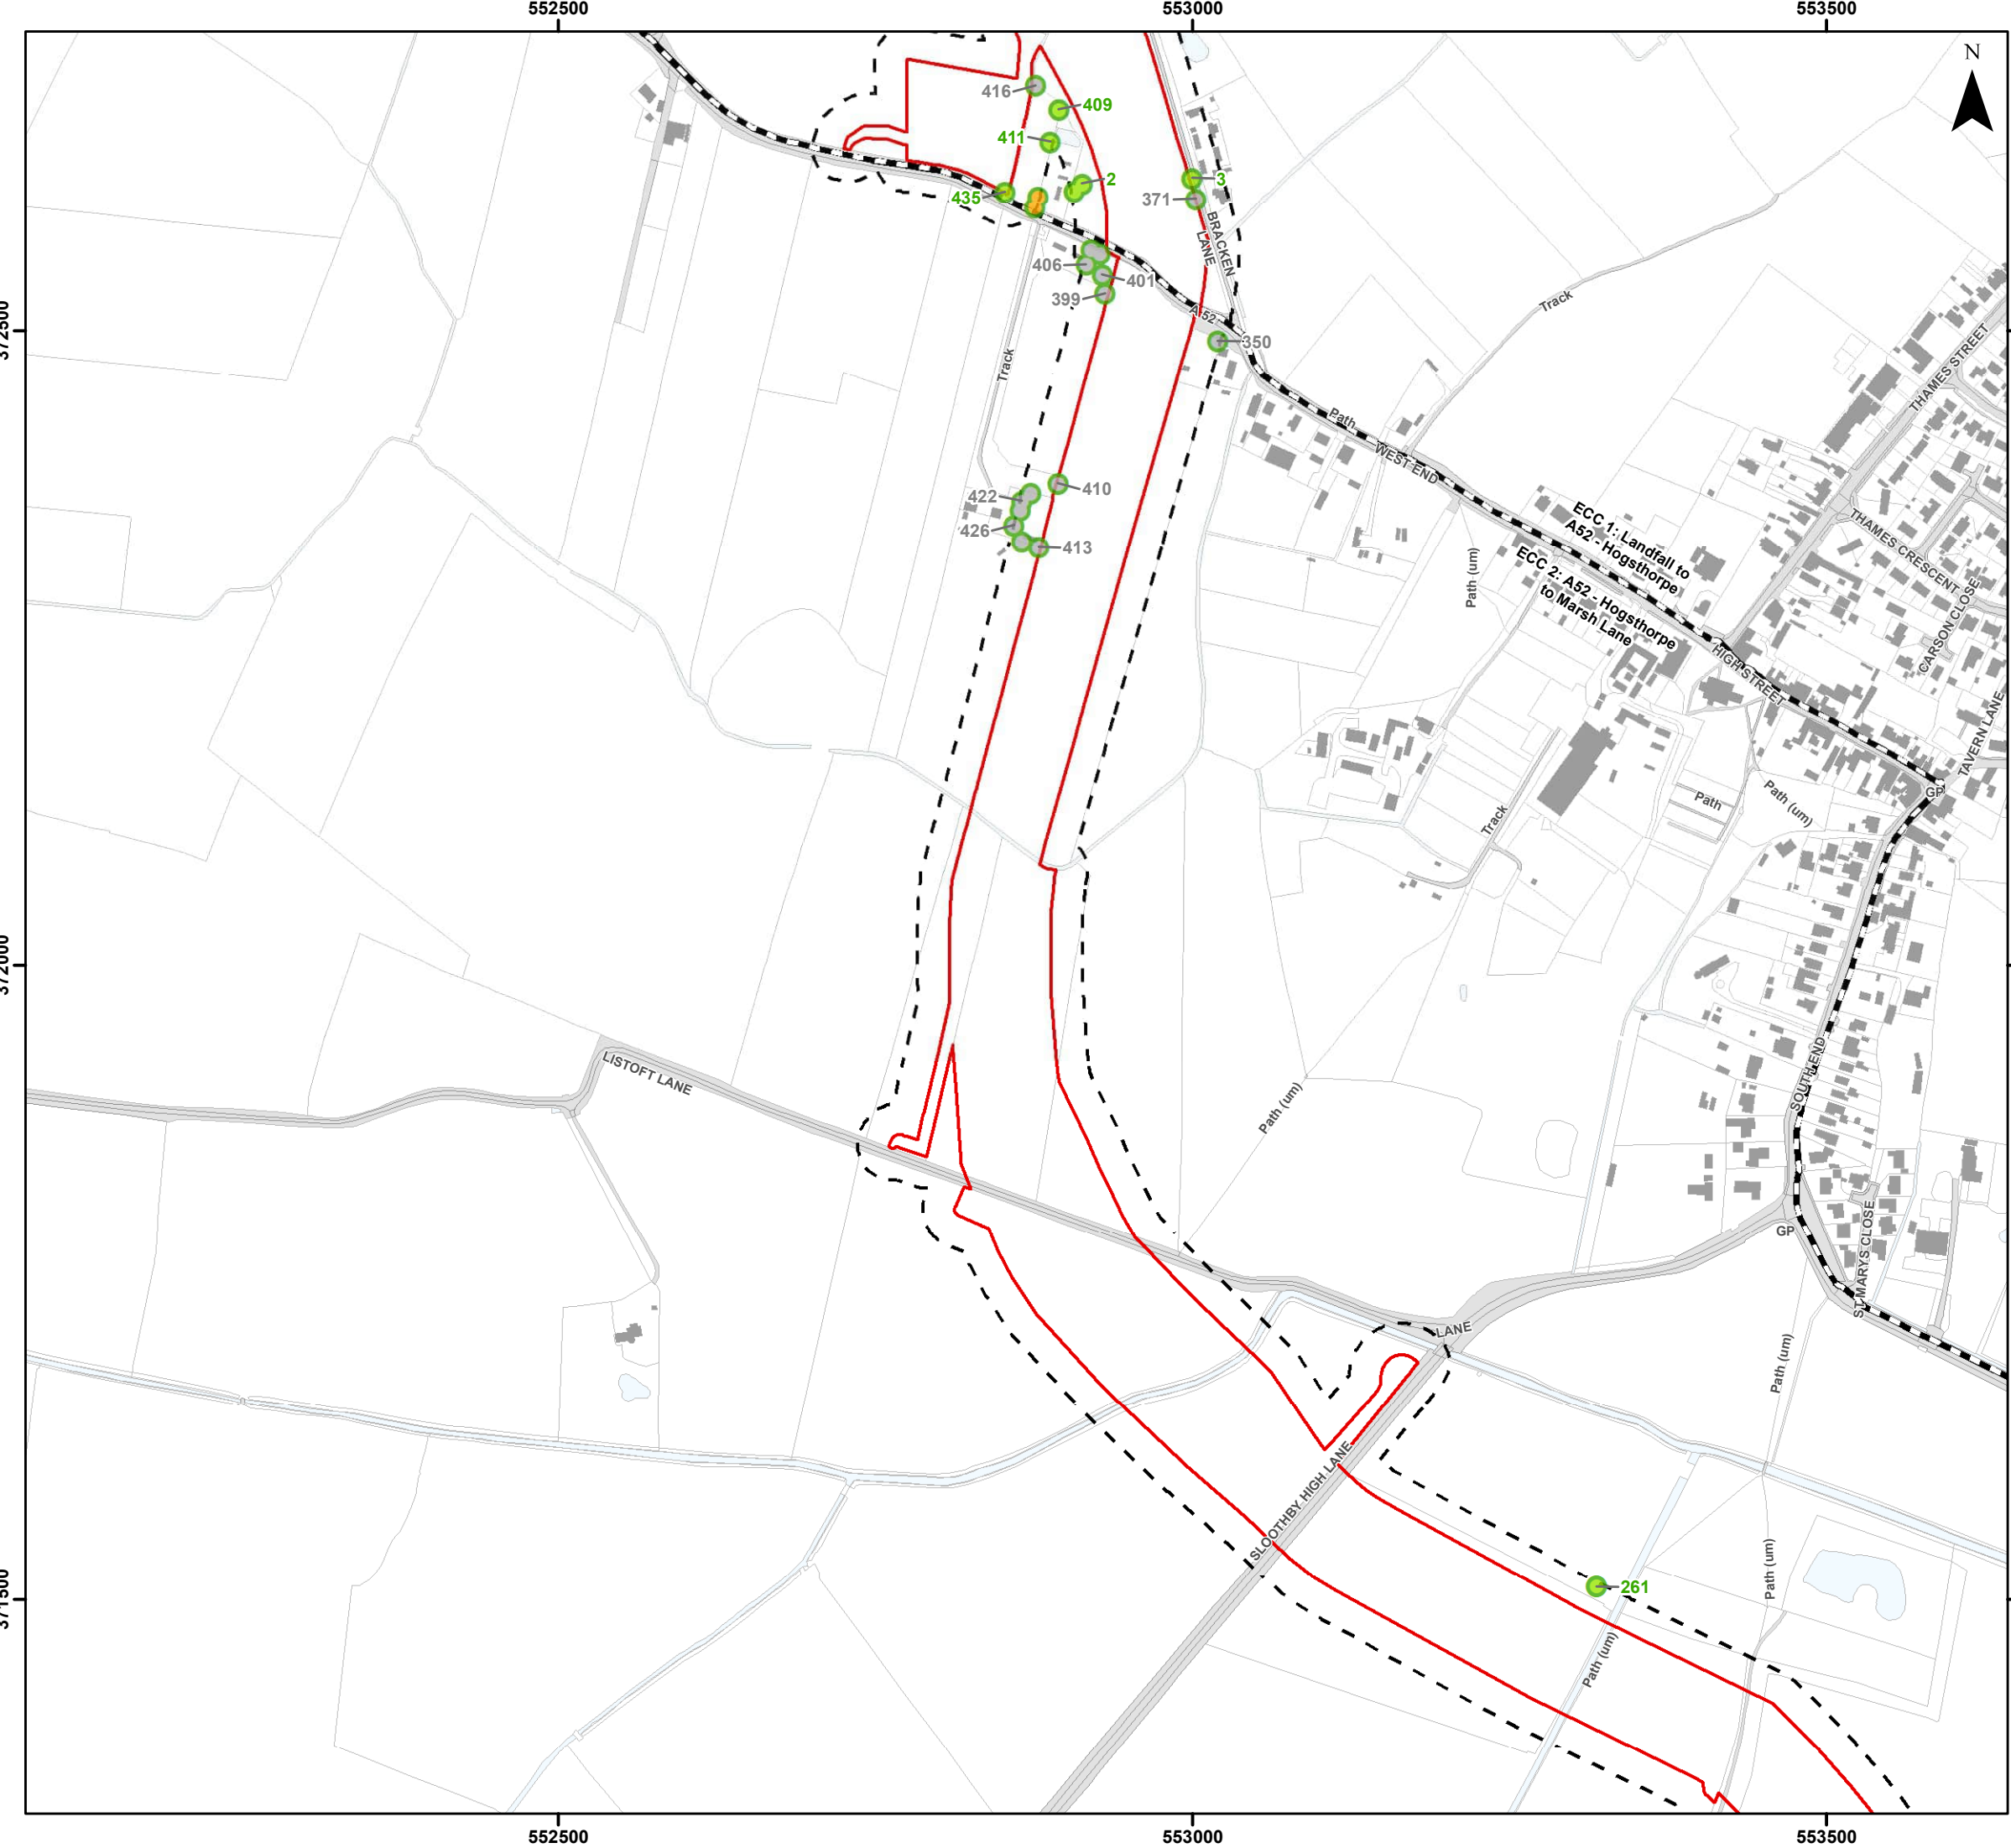 552500
553000
553500
N
416
409
411
3
2
435
371
BRACKEN
LANE
406
401
399
A 52
350
372500
Track
Track
THAMES STREET
Path
WEST END
410
422
426
413
ECC 1: Landfall to
A52 - Hogsthorpe
ECC 2: A52 - Hogsthorpe
to Marsh Lane
THAMES CRESCENT
CARSON CLOSE
Path (um)
HIGH STREET
TAVERN LANE
GP
Path
Path (um)
Track
372000
LISTOFT LANE
SOUTH END
Path (um)
GP
ST MARYS CLOSE
LANE
Path (um)
SLOOTHBY HIGH LANE
Path (um)
261
371500
Path (um)
552500
553000
553500